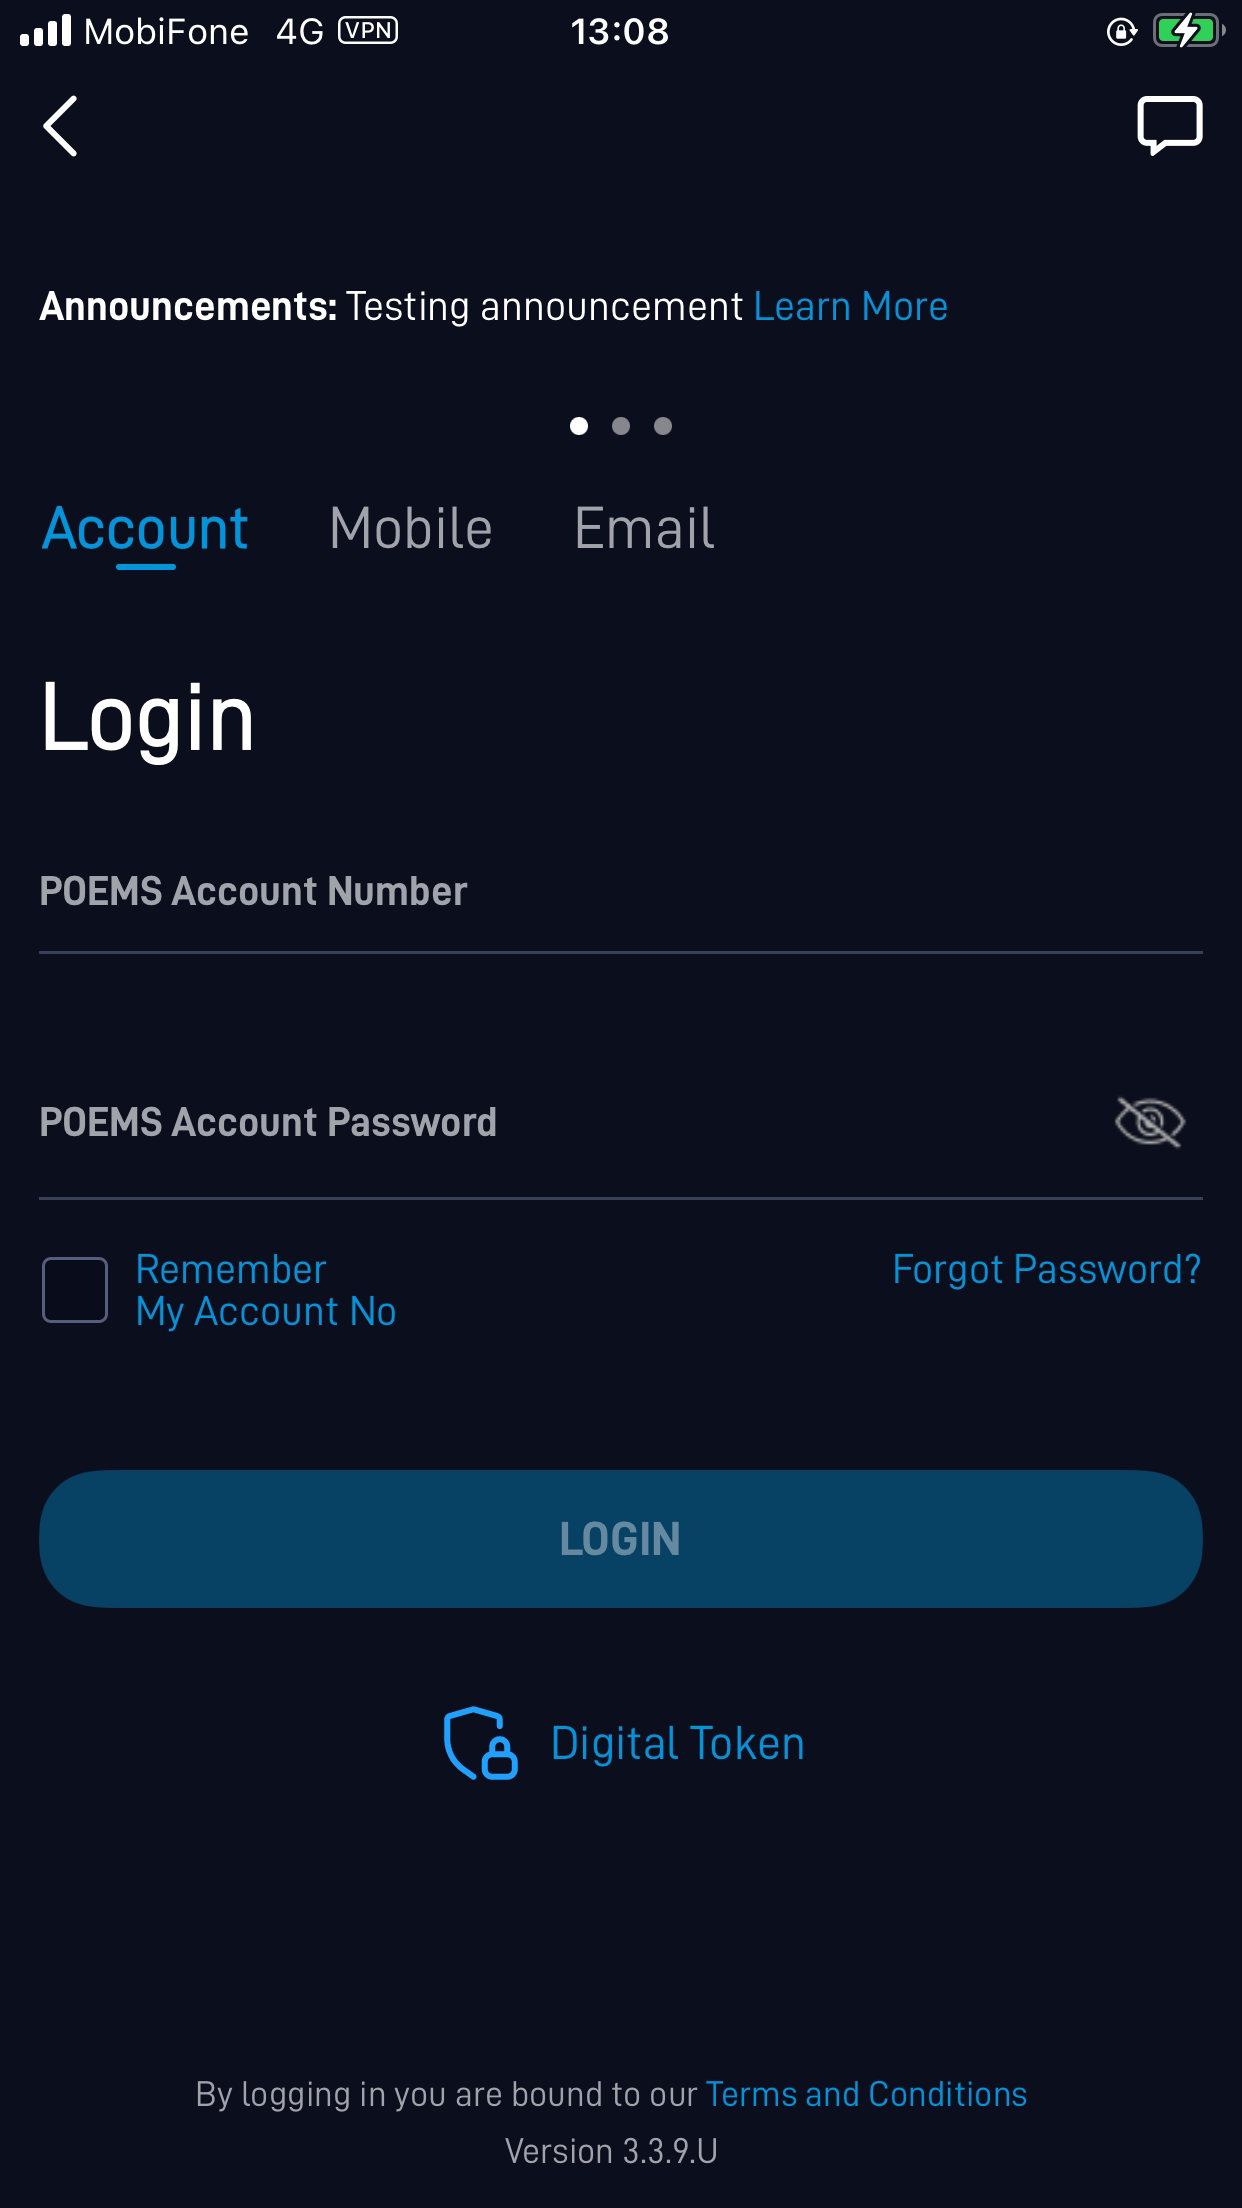 MobiFone 4G VPN 13:08
Announcements: Testing announcement Learn More
Account Mobile Email
Login
POEMS Account Number
POEMS Account Password
Remember
My Account No
Forgot Password?
LOGIN
Digital Token
By logging in you are bound to our Terms and Conditions
Version 3.3.9.U